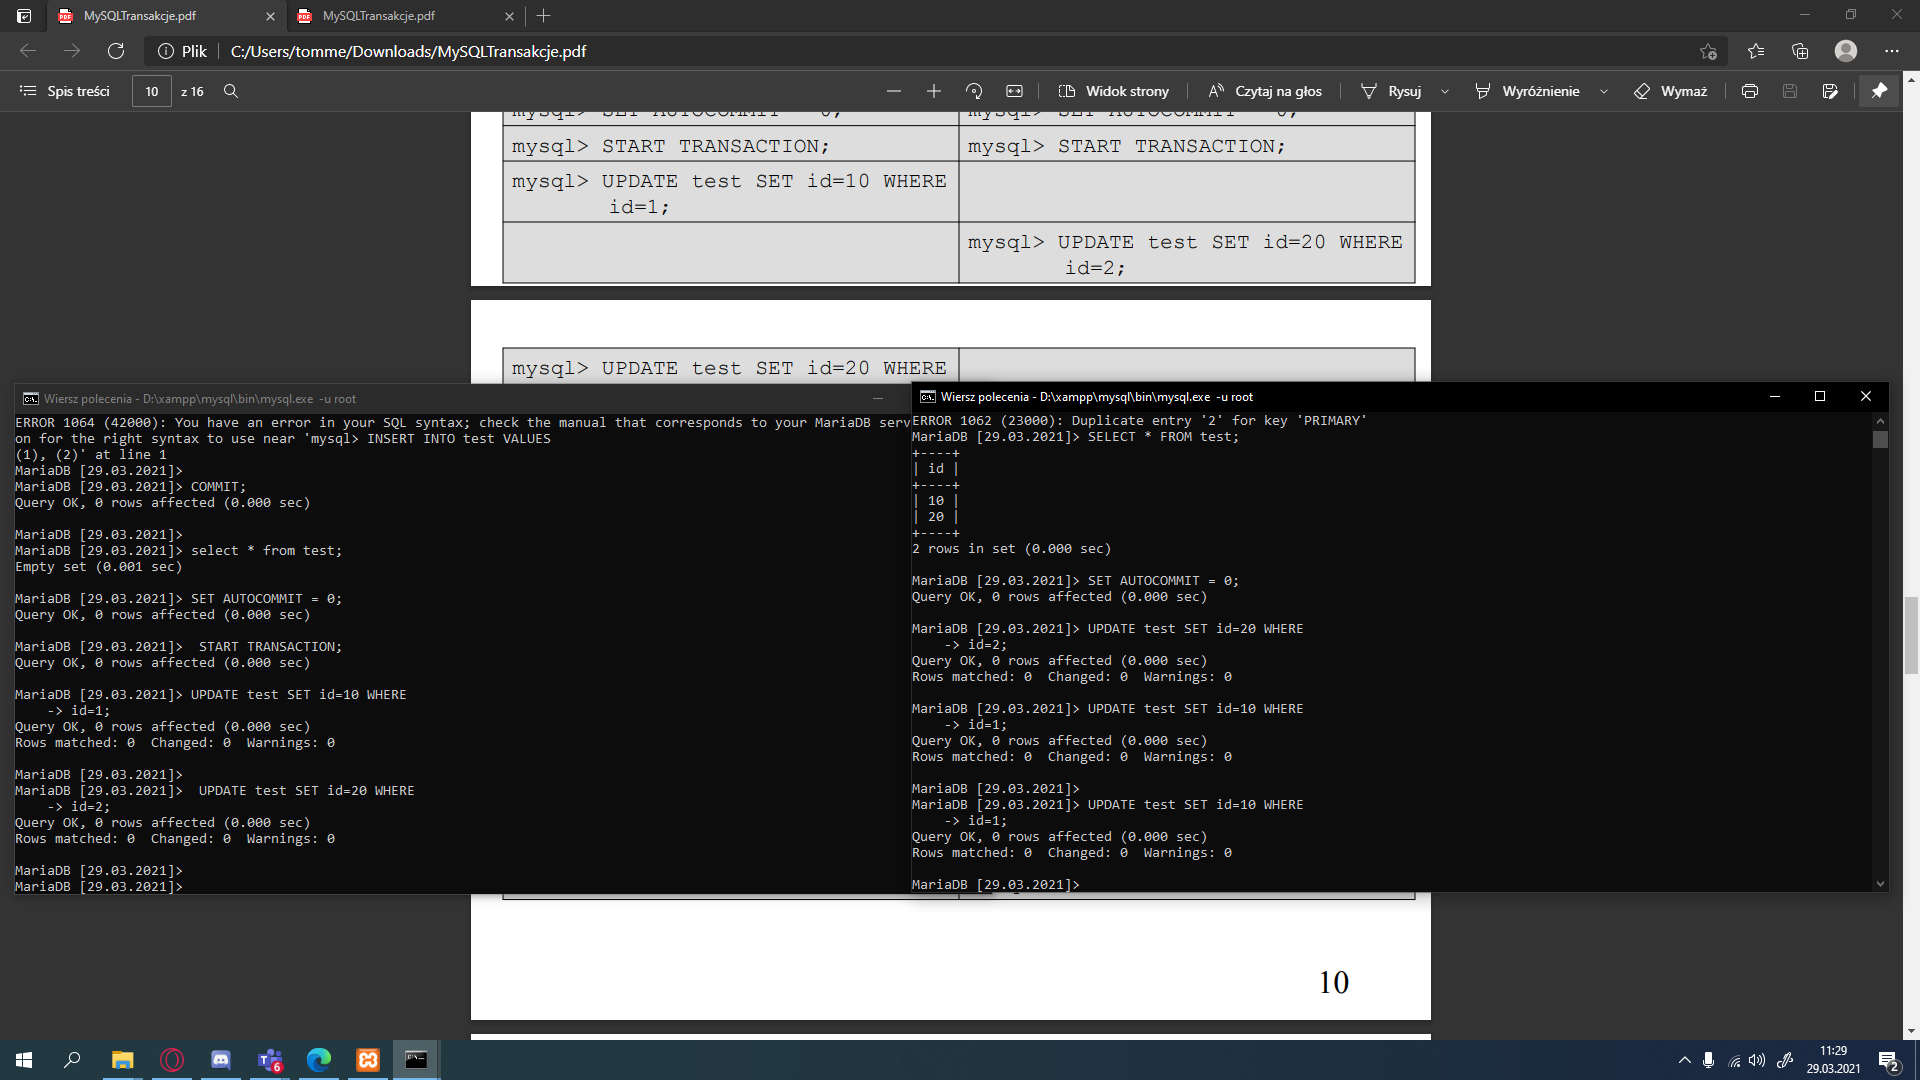 MySQLTransakcje.pdf
MySQLTransakcje.pdf
Plik
C:/Users/tomme/Downloads/MySQLTransakcje.pdf
Spis treści
10
z 16
Widok strony
Czytaj na głos
Rysuj
Wyróżnienie
Wymaż
mysql> SET AUTOCOMMIT = 0;
mysql> SET AUTOCOMMIT = 0;
mysql> START TRANSACTION;
mysql> START TRANSACTION;
mysql> UPDATE test SET id=10 WHERE
id=1;
mysql> UPDATE test SET id=20 WHERE
id=2;
mysql> UPDATE test SET id=20 WHERE
Wiersz polecenia - D:\xampp\mysql\bin\mysql.exe -u root
ERROR 1064 (42000): You have an error in your SQL syntax; check the manual that corresponds to your MariaDB serv
on for the right syntax to use near 'mysql> INSERT INTO test VALUES
(1), (2)' at line 1
MariaDB [29.03.2021]>
MariaDB [29.03.2021]> COMMIT;
Query OK, 0 rows affected (0.000 sec)
MariaDB [29.03.2021]>
MariaDB [29.03.2021]> select * from test;
Empty set (0.001 sec)
MariaDB [29.03.2021]> SET AUTOCOMMIT = 0;
Query OK, 0 rows affected (0.000 sec)
MariaDB [29.03.2021]>  START TRANSACTION;
Query OK, 0 rows affected (0.000 sec)
MariaDB [29.03.2021]> UPDATE test SET id=10 WHERE
-> id=1;
Query OK, 0 rows affected (0.000 sec)
Rows matched: 0  Changed: 0  Warnings: 0
MariaDB [29.03.2021]>
MariaDB [29.03.2021]>  UPDATE test SET id=20 WHERE
-> id=2;
Query OK, 0 rows affected (0.000 sec)
Rows matched: 0  Changed: 0  Warnings: 0
MariaDB [29.03.2021]>
MariaDB [29.03.2021]>
Wiersz polecenia - D:\xampp\mysql\bin\mysql.exe -u root
ERROR 1062 (23000): Duplicate entry '2' for key 'PRIMARY'
MariaDB [29.03.2021]> SELECT * FROM test;
+----+
| id |
+----+
| 10 |
| 20 |
+----+
2 rows in set (0.000 sec)
MariaDB [29.03.2021]> SET AUTOCOMMIT = 0;
Query OK, 0 rows affected (0.000 sec)
MariaDB [29.03.2021]> UPDATE test SET id=20 WHERE
-> id=2;
Query OK, 0 rows affected (0.000 sec)
Rows matched: 0  Changed: 0  Warnings: 0
MariaDB [29.03.2021]> UPDATE test SET id=10 WHERE
-> id=1;
Query OK, 0 rows affected (0.000 sec)
Rows matched: 0  Changed: 0  Warnings: 0
MariaDB [29.03.2021]>
MariaDB [29.03.2021]> UPDATE test SET id=10 WHERE
-> id=1;
Query OK, 0 rows affected (0.000 sec)
Rows matched: 0  Changed: 0  Warnings: 0
MariaDB [29.03.2021]>
10
6
11:29
29.03.2021
2